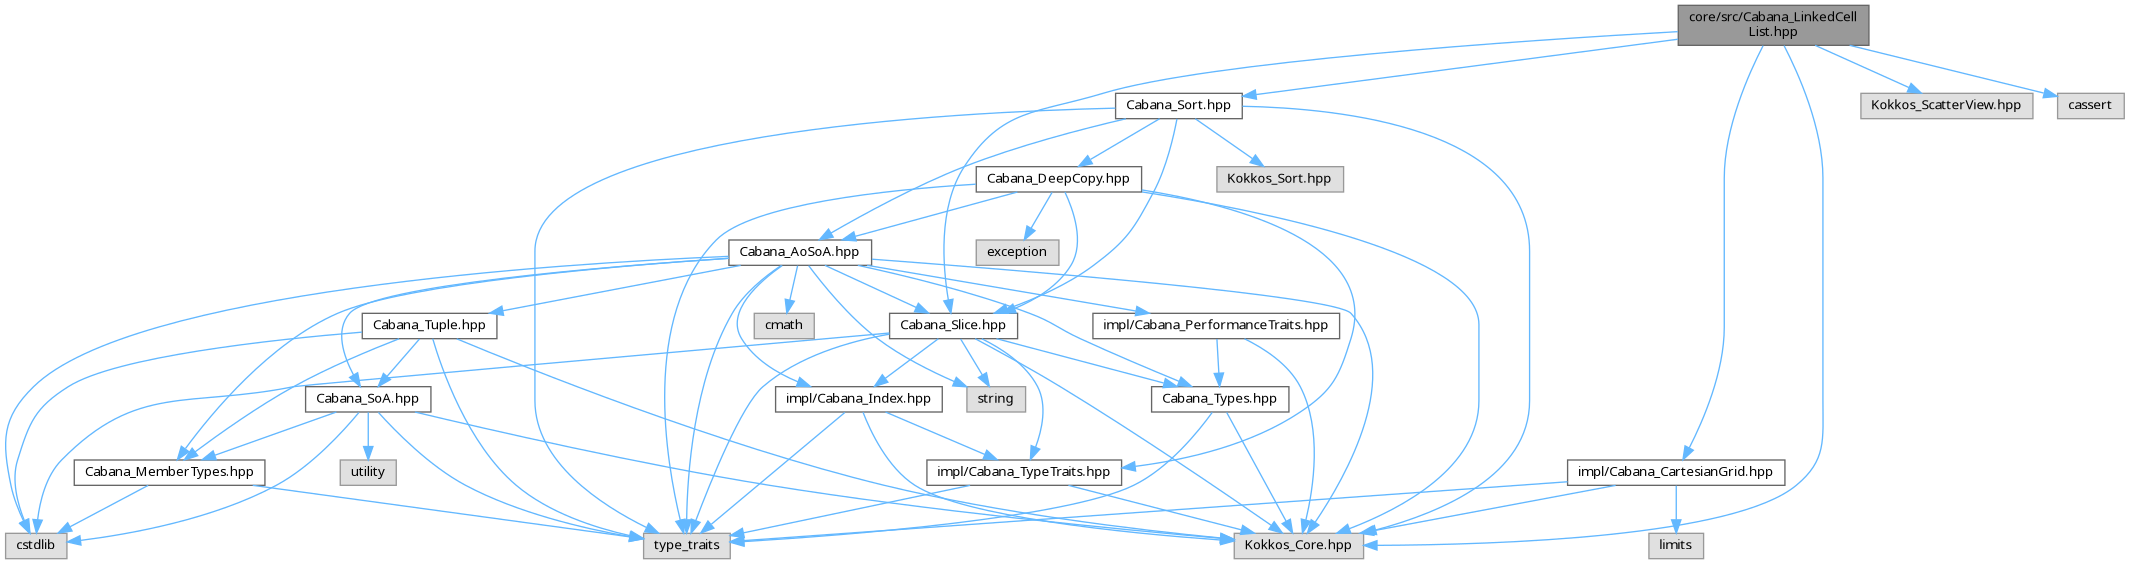 core/src/Cabana_LinkedCell
List.hpp
Cabana_Sort.hpp
Kokkos_ScatterView.hpp
cassert
Cabana_DeepCopy.hpp
Kokkos_Sort.hpp
Cabana_AoSoA.hpp
exception
Cabana_Tuple.hpp
cmath
Cabana_Slice.hpp
impl/Cabana_PerformanceTraits.hpp
Cabana_SoA.hpp
impl/Cabana_Index.hpp
string
Cabana_Types.hpp
Cabana_MemberTypes.hpp
utility
impl/Cabana_TypeTraits.hpp
impl/Cabana_CartesianGrid.hpp
cstdlib
type_traits
Kokkos_Core.hpp
limits